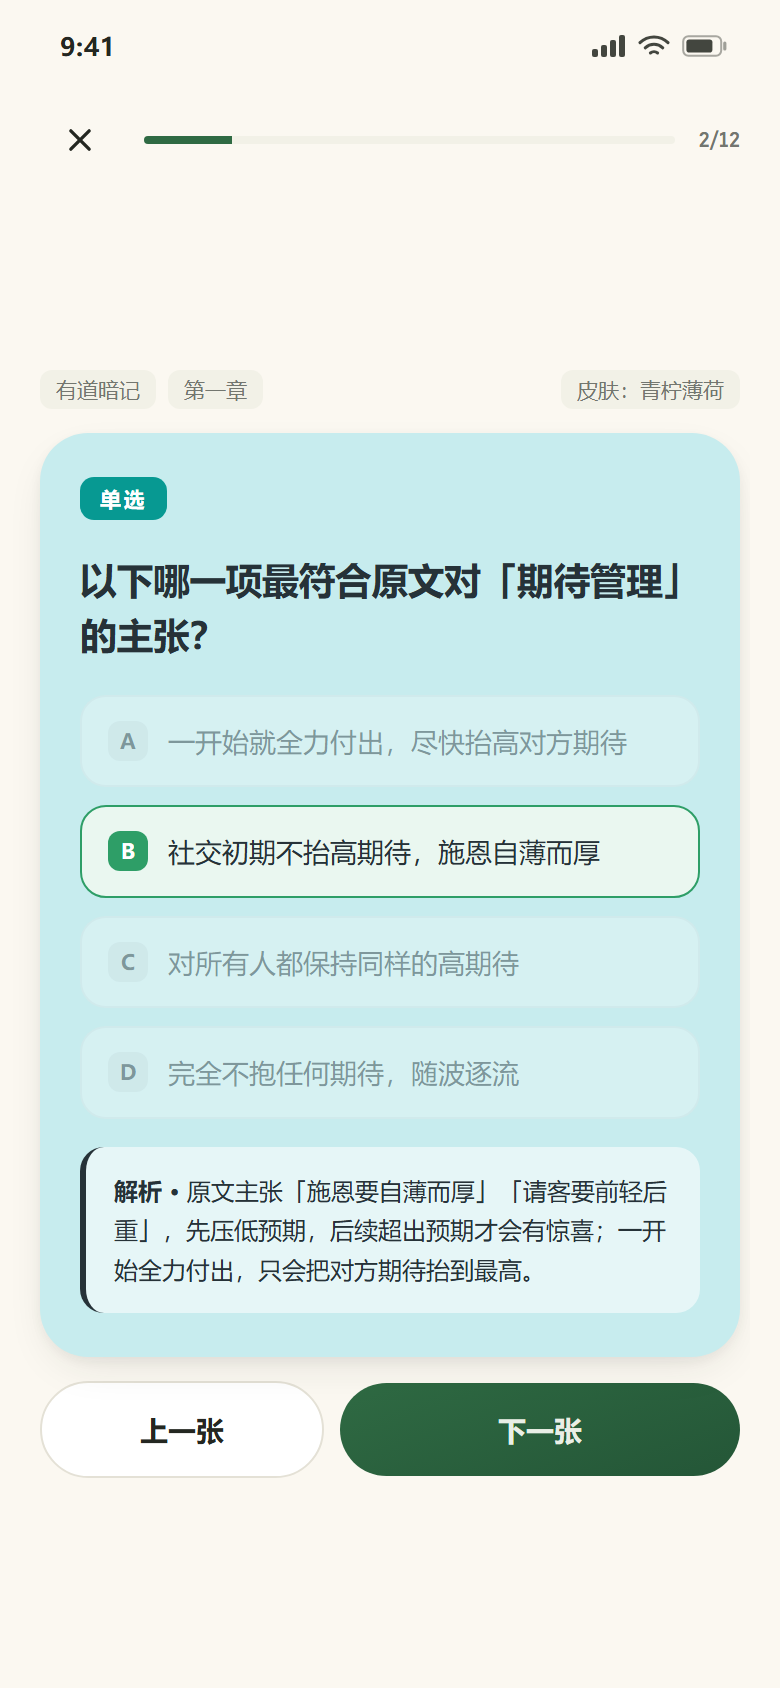 9:41
2/12
有道暗记
第一章
皮肤：青柠薄荷
单选
以下哪一项最符合原文对「期待管理」
的主张？
A 一开始就全力付出，尽快抬高对方期待
B 社交初期不抬高期待，施恩自薄而厚
C 对所有人都保持同样的高期待
D 完全不抱任何期待，随波逐流
解析 • 原文主张「施恩要自薄而厚」「请客要前轻后
重」，先压低预期，后续超出预期才会有惊喜；一开
始全力付出，只会把对方期待抬到最高。
上一张
下一张